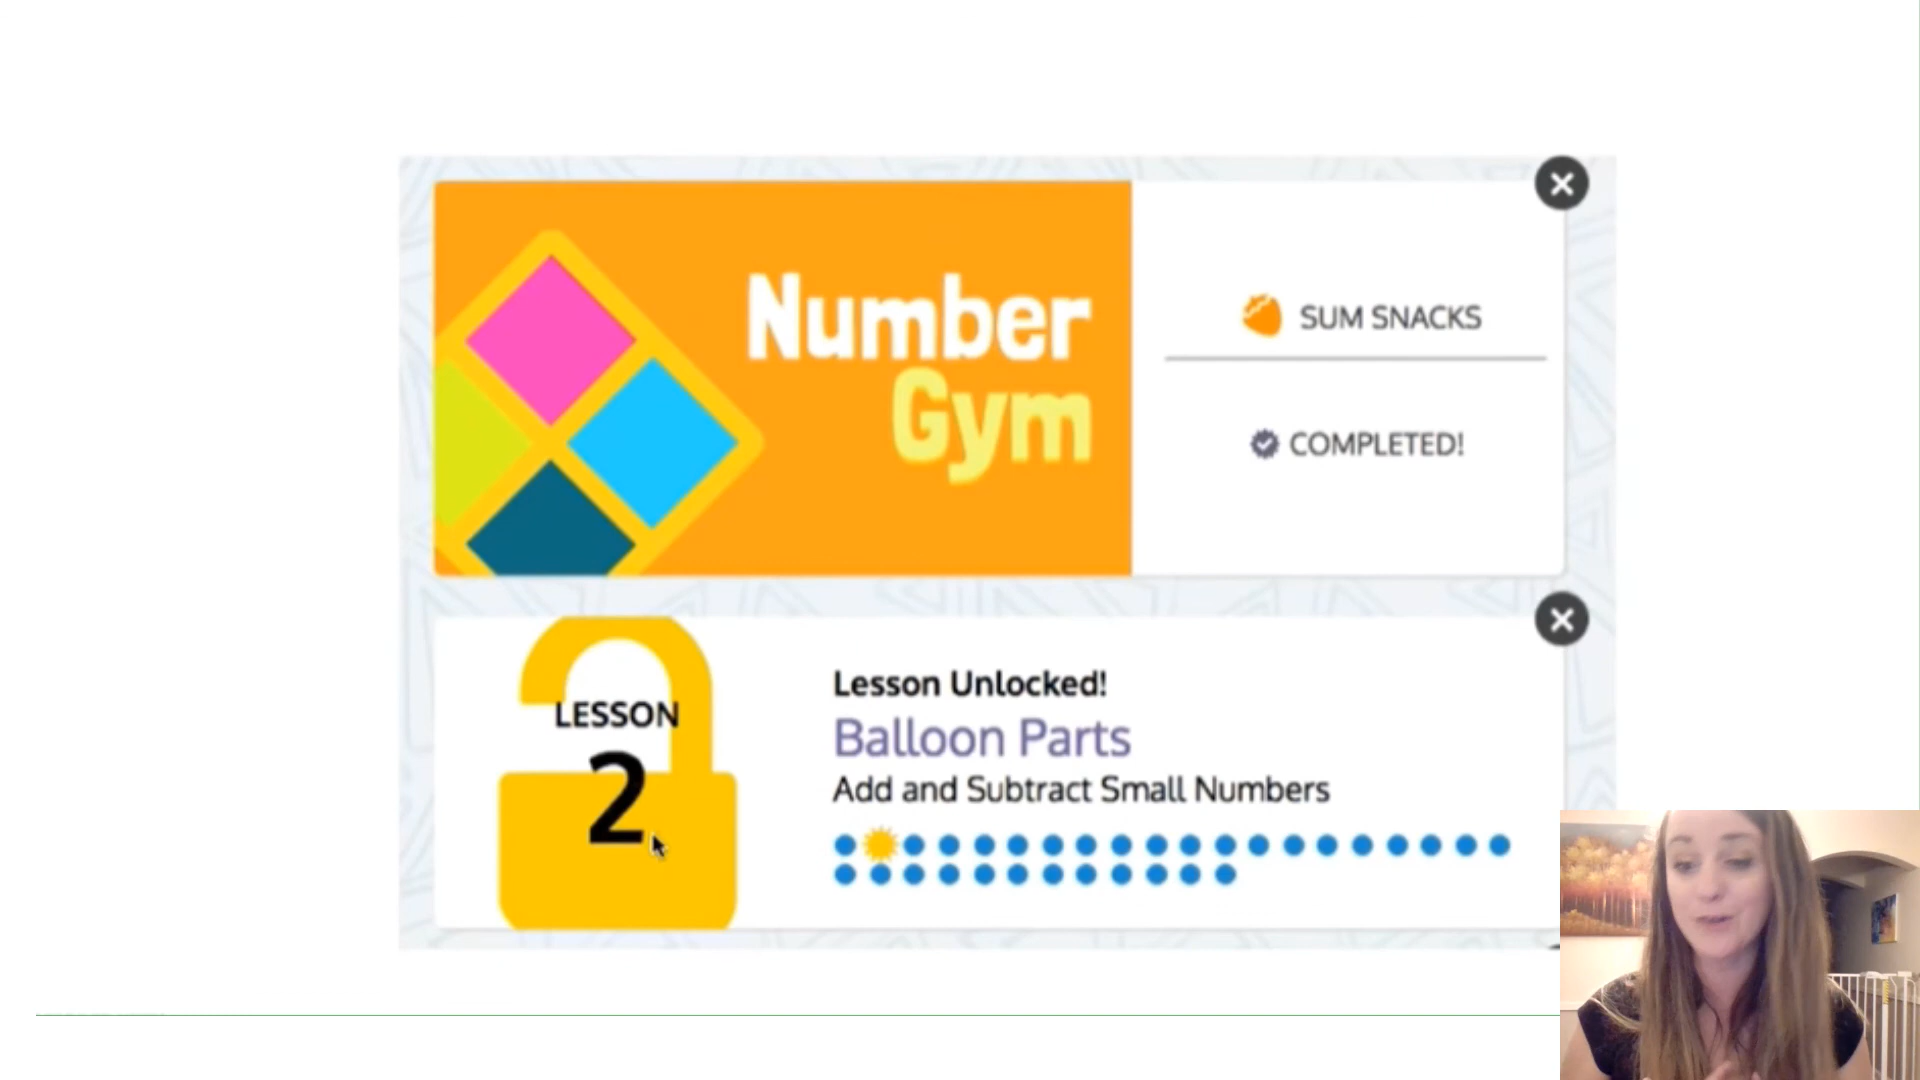 Number
Gym
SUM SNACKS
COMPLETED!
LESSON
2
Lesson Unlocked!
Balloon Parts
Add and Subtract Small Numbers